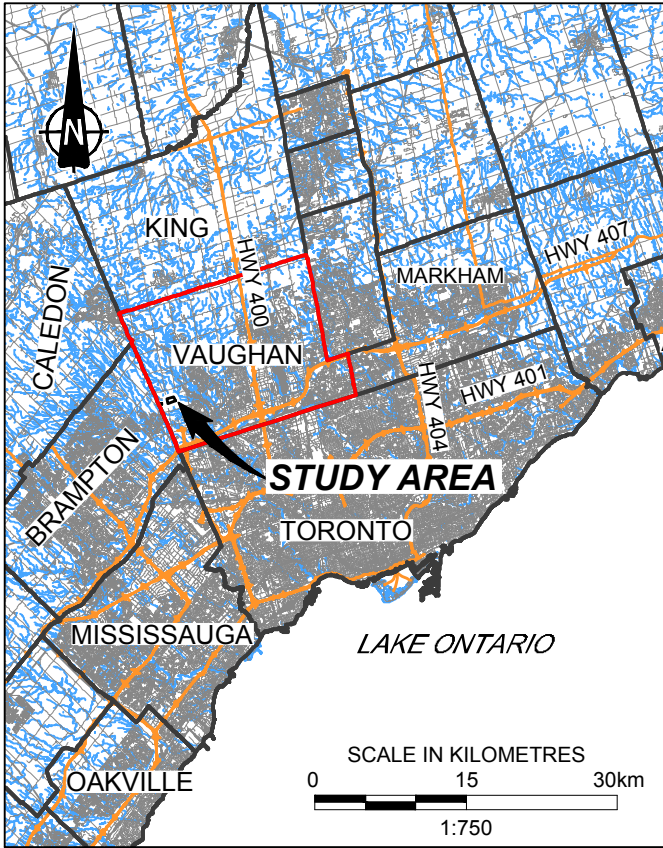 N
KING
HWY 400
HWY 407
MARKHAM
CALEDON
VAUGHAN
HWY 401
HWY 404
BRAMPTON
STUDY AREA
TORONTO
MISSISSAUGA
LAKE ONTARIO
OAKVILLE
SCALE IN KILOMETRES
0 15 30km
1:750